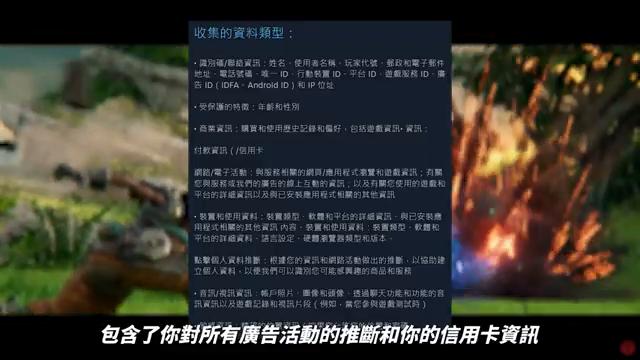 收集的資料類型：
• 識別碼/聯絡資訊：姓名、使用者名稱、玩家代號、郵政和電子郵件
地址、電話號碼、唯一 ID、行動裝置 ID、平台 ID、遊戲服務 ID、廣
告 ID（IDFA、Android ID）和 IP 位址
• 受保護的特徵：年齡和性別
• 商業資訊：購買和使用歷史記錄和偏好，包括遊戲資訊• 資訊：
付款資訊（/信用卡
網路/電子活動：與服務相關的網頁/應用程式瀏覽和遊戲資訊；有關
您與服務或我們的廣告的線上互動的資訊；以及有關您使用的遊戲和
平台的詳細資訊以及與已安裝應用程式相關的其他資訊
• 裝置和使用資料：裝置類型、軟體和平台的詳細資訊、與已安裝應
用程式相關的其他資訊 內容、裝置和使用資料：裝置類型、軟體和
平台的詳細資料、語言設定、硬體瀏覽器類型和版本。
點擊個人資料推斷：根據您的資訊和網路活動做出的推斷，以協助建
立個人資料，以便我們可以識別您可能感興趣的商品和服務
• 音訊/視訊資訊：帳戶照片、圖像和頭像、透過聊天功能和功能的音
訊資訊以及遊戲記錄和視訊片段（例如，當您參與遊戲測試時）
包含了你對所有廣告活動的推斷和你的信用卡資訊